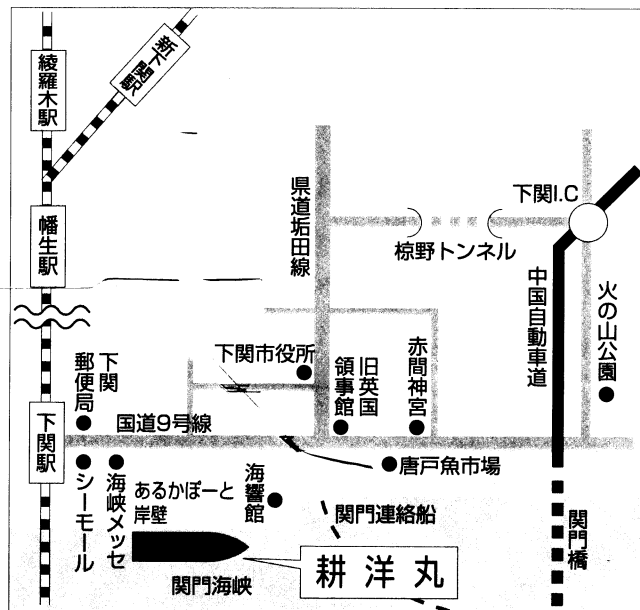 綾羅木駅
新下関駅
幡生駅
下関駅
県道垢田線
下関I.C
椋野トンネル
中国自動車道
火の山公園
下関市役所
旧英国
領事館
赤間神宮
下関
郵便局
国道9号線
シーモール
海峡メッセ
あるかぽーと
岸壁
海響館
唐戸魚市場
関門連絡船
関門橋
関門海峡
耕洋丸